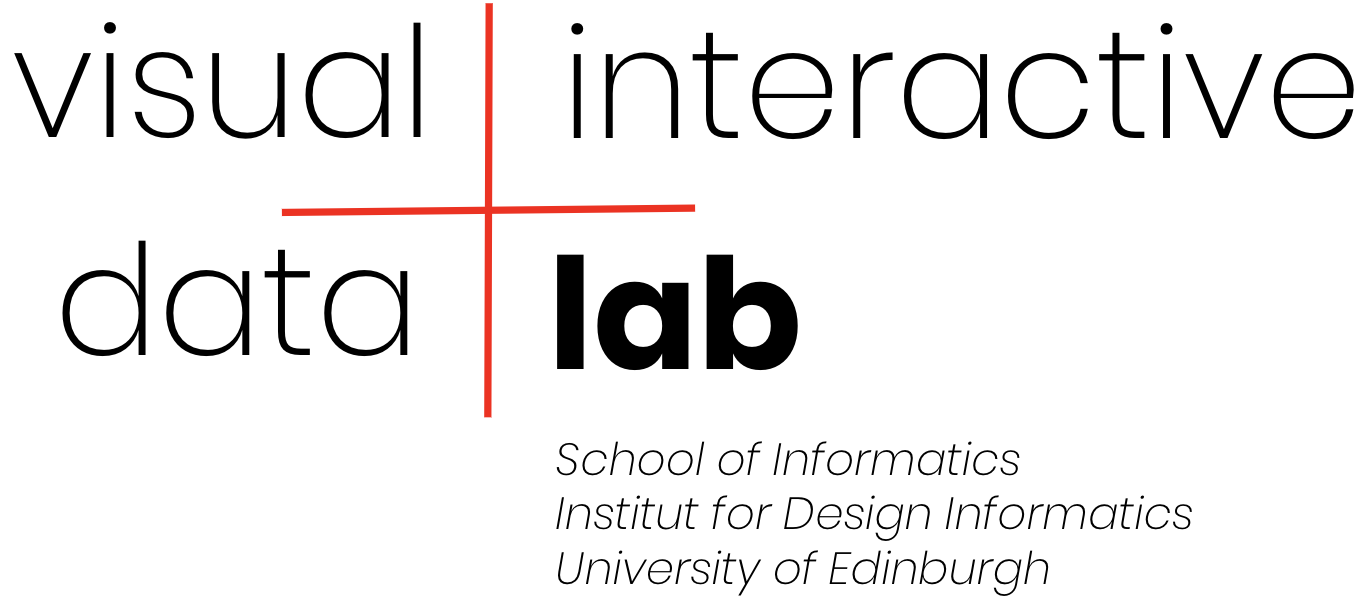 visual interactive
data lab
School of Informatics
Institut for Design Informatics
University of Edinburgh